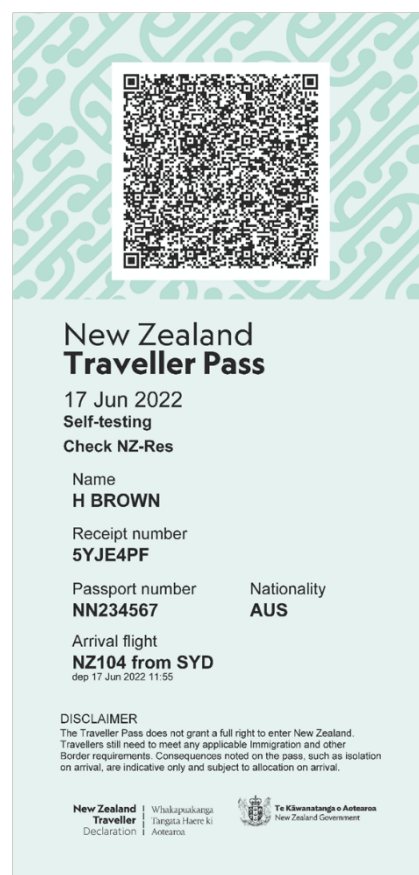 New Zealand
Traveller Pass
17 Jun 2022
Self-testing
Check NZ-Res
Name
H BROWN
Receipt number
5YJE4PF
Passport number
NN234567
Nationality
AUS
Arrival flight
NZ104 from SYD
dep 17 Jun 2022 11:55
DISCLAIMER
The Traveller Pass does not grant a full right to enter New Zealand.
Travellers still need to meet any applicable Immigration and other
Border requirements. Consequences noted on the pass, such as isolation
on arrival, are indicative only and subject to allocation on arrival.
New Zealand
Traveller
Declaration
Whakapuakanga
Tangata Haere ki
Aotearoa
Te Kāwanatanga o Aotearoa
New Zealand Government